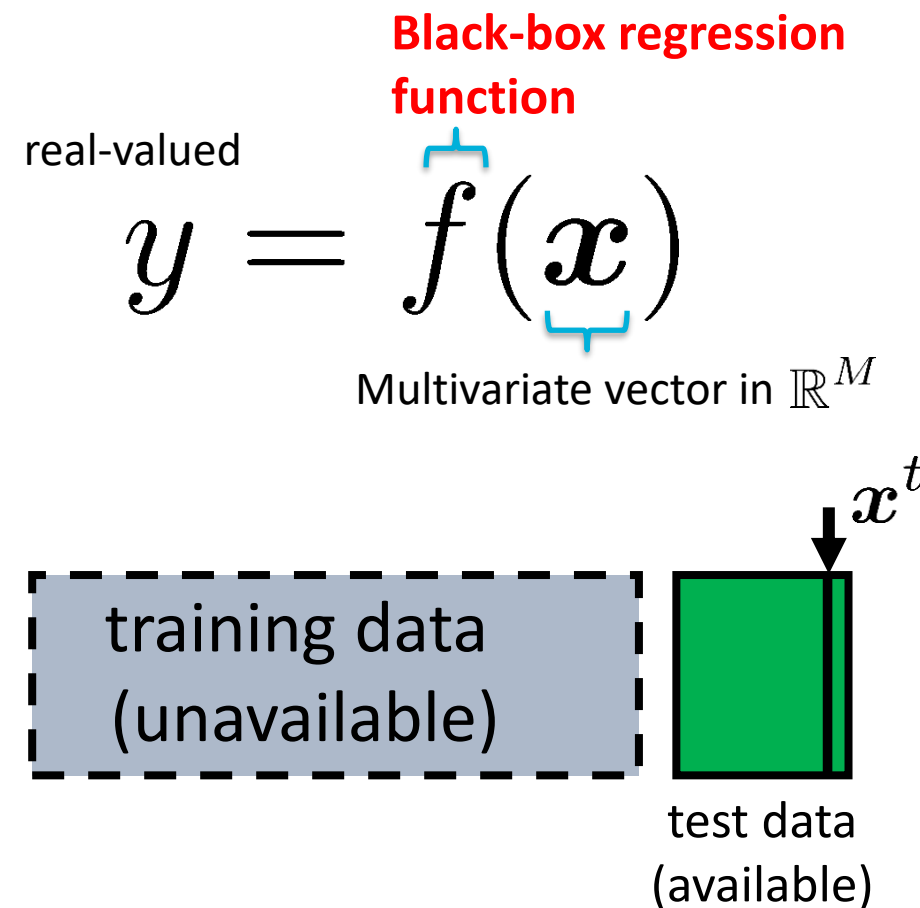 Black-box regression
function
real-valued
y = f(x)
Multivariate vector in ℝ^M
x^t
training data
(unavailable)
test data
(available)